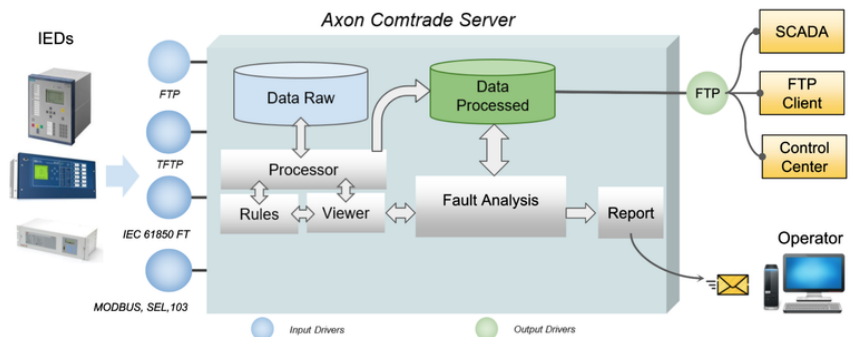 Axon Comtrade Server
IEDs
FTP
TFTP
IEC 61850 FT
MODBUS, SEL,103
Data Raw
Data
Processed
Processor
Rules
Viewer
Fault Analysis
Report
FTP
SCADA
FTP
Client
Control
Center
Operator
Input Drivers
Output Drivers